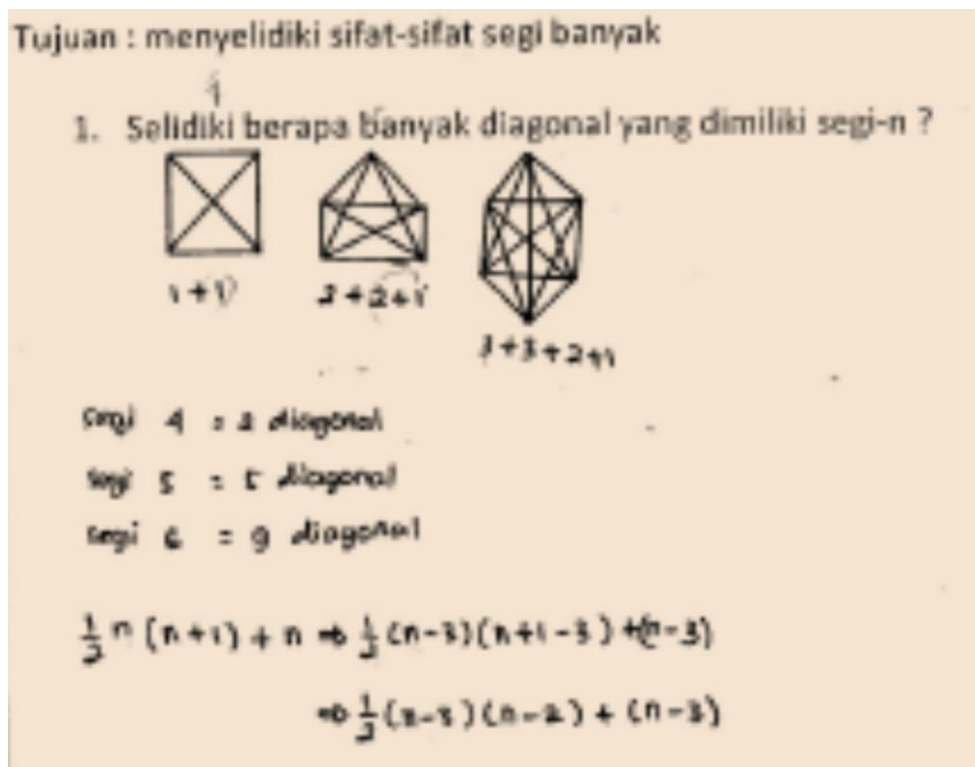 Tujuan : menyelidiki sifat-sifat segi banyak
1. Selidiki berapa banyak diagonal yang dimiliki segi-n ?
1+1 2+2+1
3+3+2+1
segi 4 = 2 diagonal
segi 5 = 5 diagonal
segi 6 = 9 diagonal
½ n (n+1) + n ⇒ ½ (n-3)(n+1-3) + (n-3)
⇒ ½ (n-3)(n-2) + (n-3)